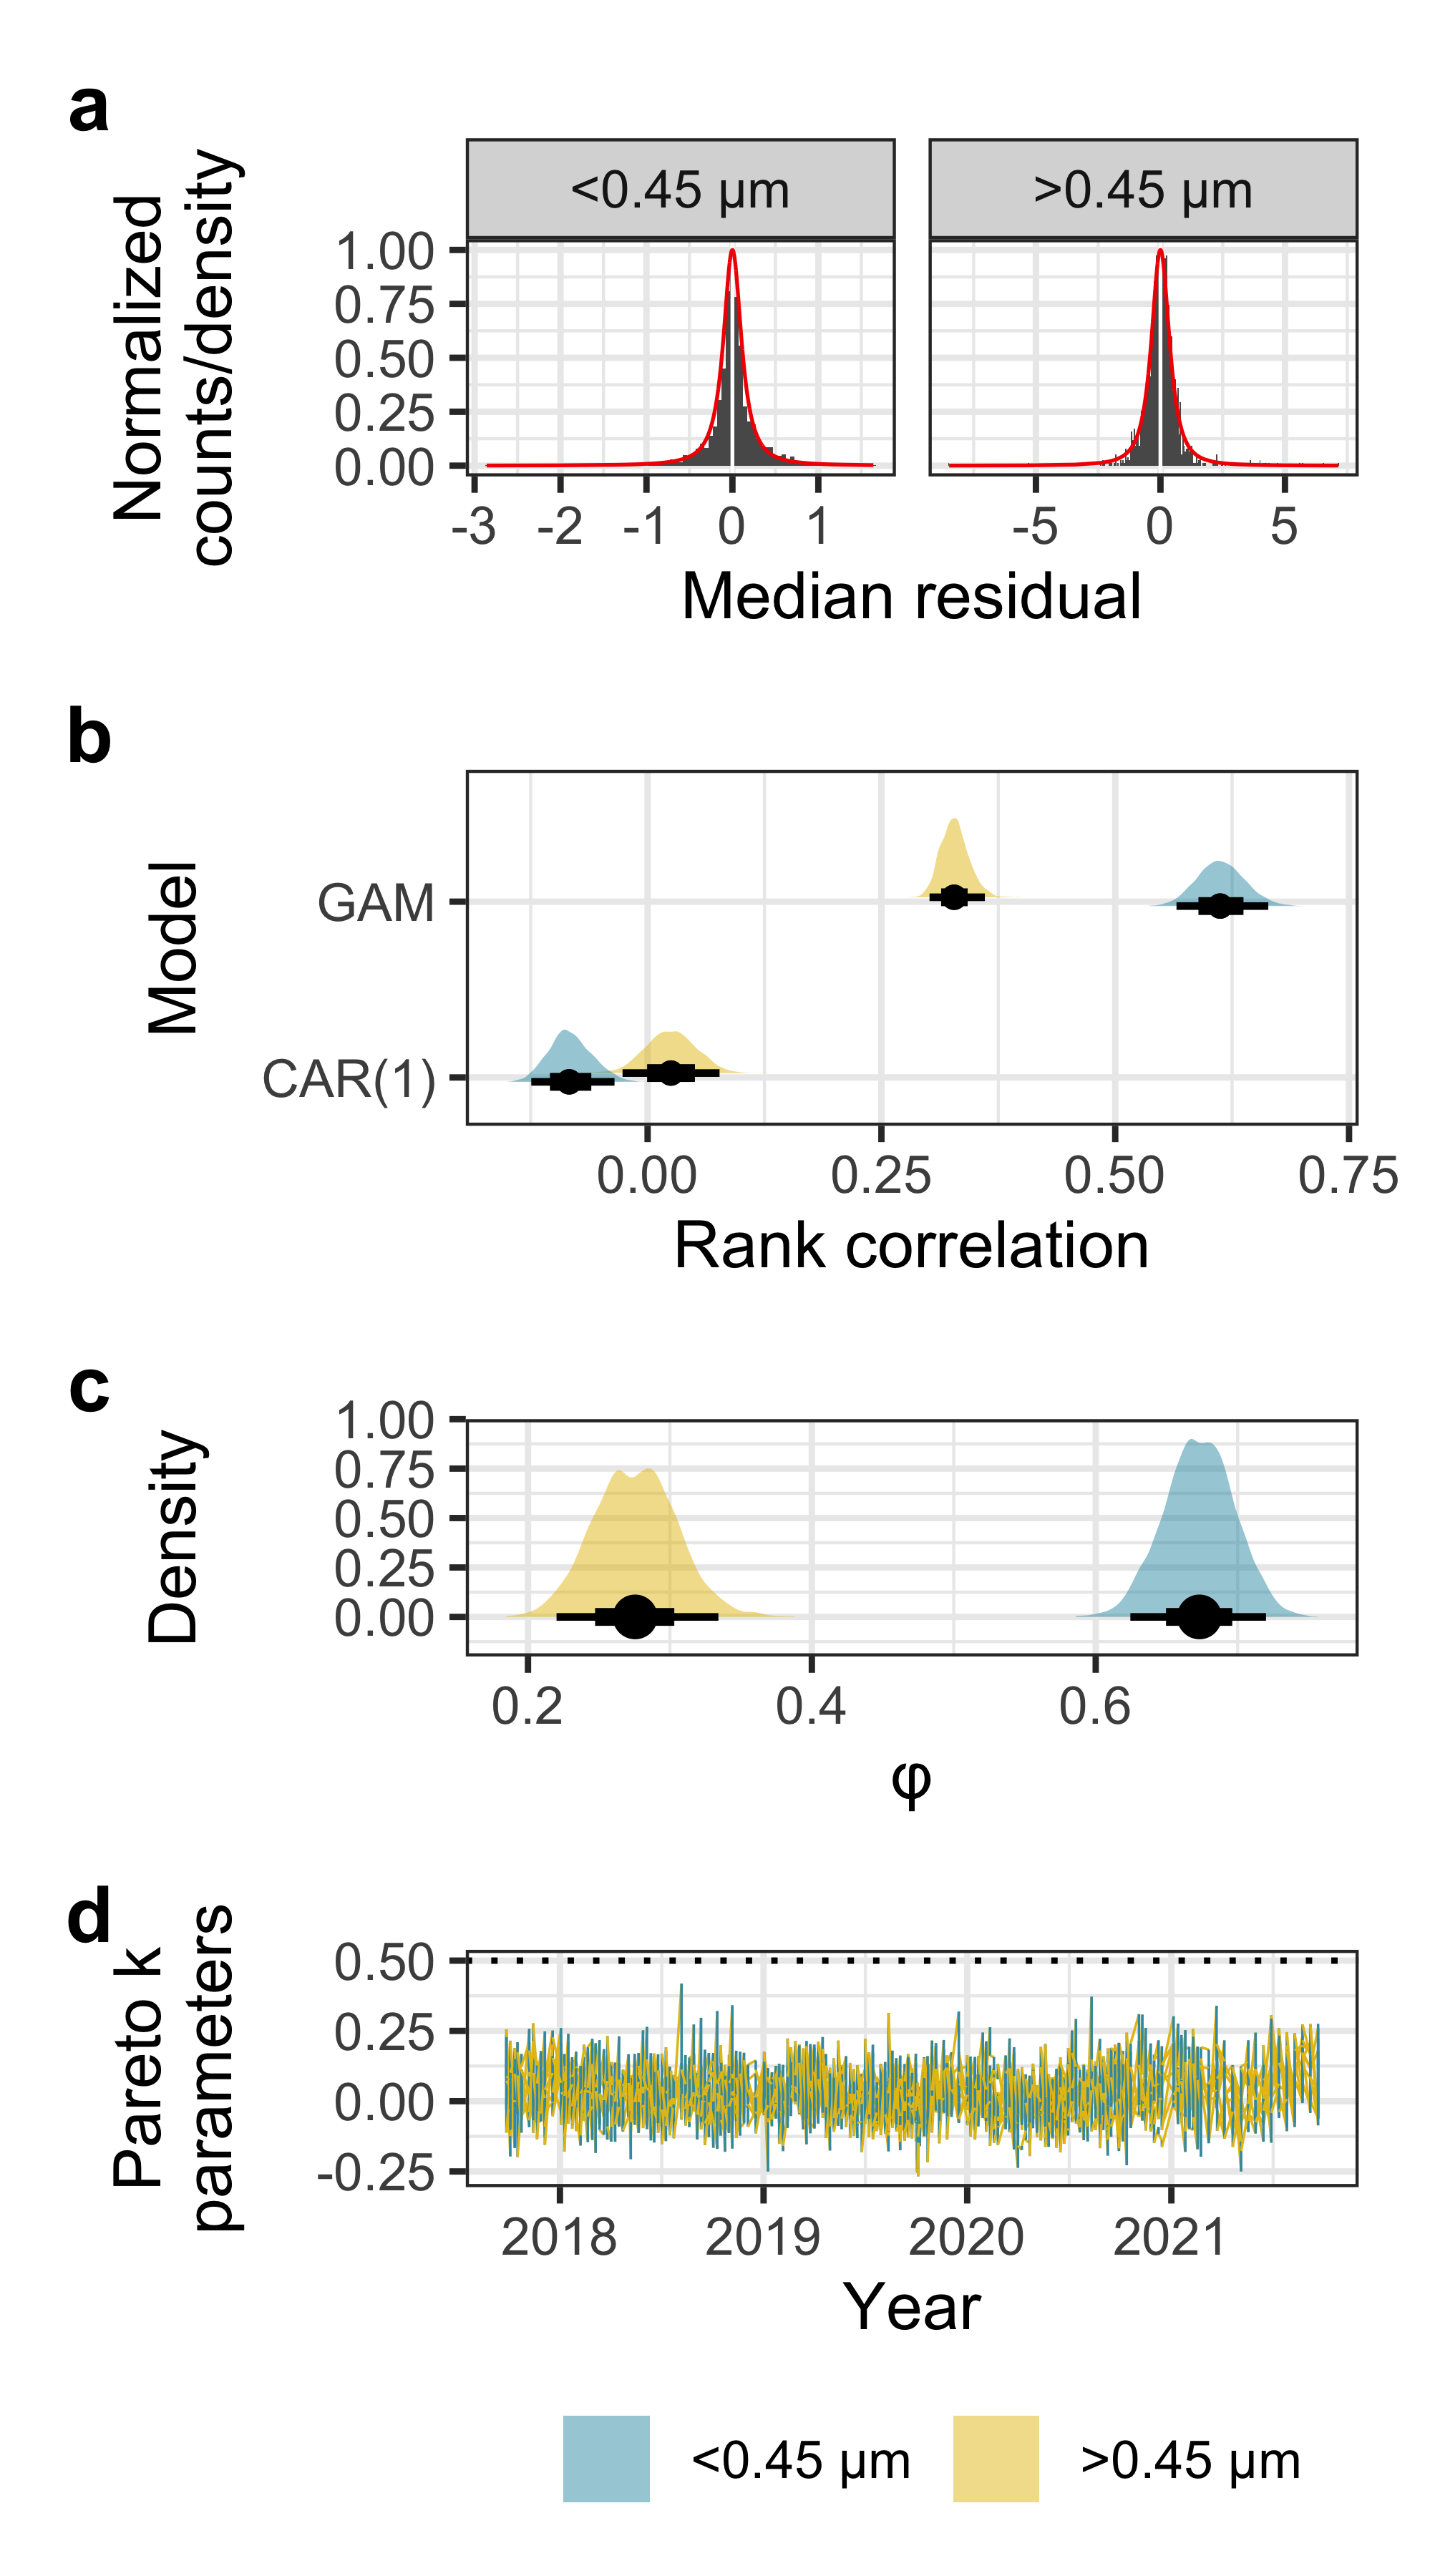 a
Normalized
counts/density
<0.45 µm
>0.45 µm
1.00
0.75
0.50
0.25
0.00
-3 -2 -1 0 1
-5 0 5
Median residual
b
Model
GAM
CAR(1)
0.00 0.25 0.50 0.75
Rank correlation
c
Density
1.00
0.75
0.50
0.25
0.00
0.2 0.4 0.6
φ
d
Pareto k
parameters
0.50
0.25
0.00
-0.25
2018 2019 2020 2021
Year
<0.45 µm >0.45 µm